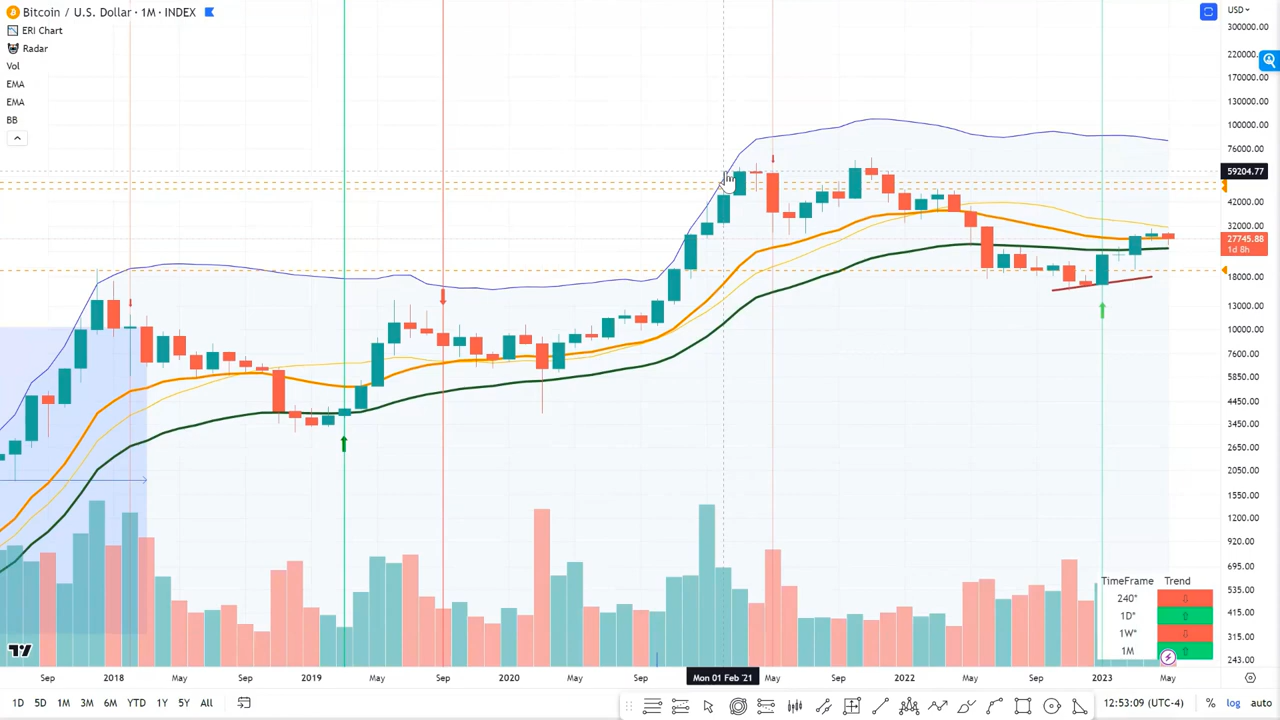 Bitcoin / U.S. Dollar · 1M · INDEX
ERI Chart
Radar
Vol
EMA
EMA
BB
USD
300000.00
220000.
170000.00
130000.00
100000.00
76000.00
59204.77
42000.00
32000.00
27745.88
1d 8h
18000.00
13000.00
10000.00
7600.00
5850.00
4450.00
3450.00
2650.00
2050.00
1550.00
1200.00
920.00
695.00
535.00
415.00
315.00
243.00
TimeFrame Trend
240*
1D*
1W*
1M
Sep 2018 May Sep 2019 May Sep 2020 May Sep Mon 01 Feb '21 May Sep 2022 May Sep 2023 May
1D 5D 1M 3M 6M YTD 1Y 5Y All
12:53:09 (UTC-4) % log auto